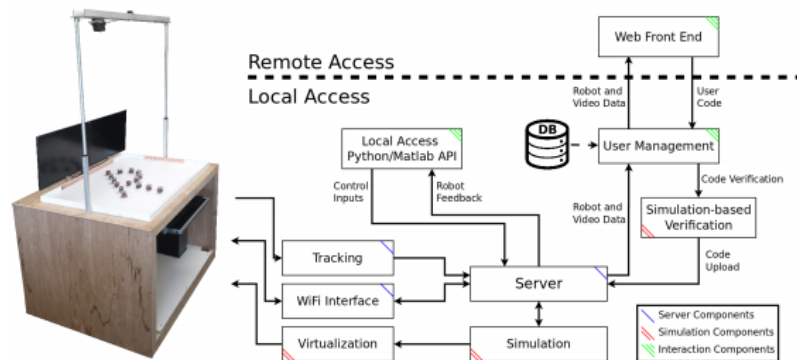 Web Front End
Remote Access
Local Access
Robot and
Video Data
User
Code
DB
Local Access
Python/Matlab API
User Management
Control
Inputs
Robot
Feedback
Code Verification
Robot and
Video Data
Simulation-based
Verification
Tracking
Code
Upload
Server
WiFi Interface
Virtualization
Simulation
Server Components
Simulation Components
Interaction Components